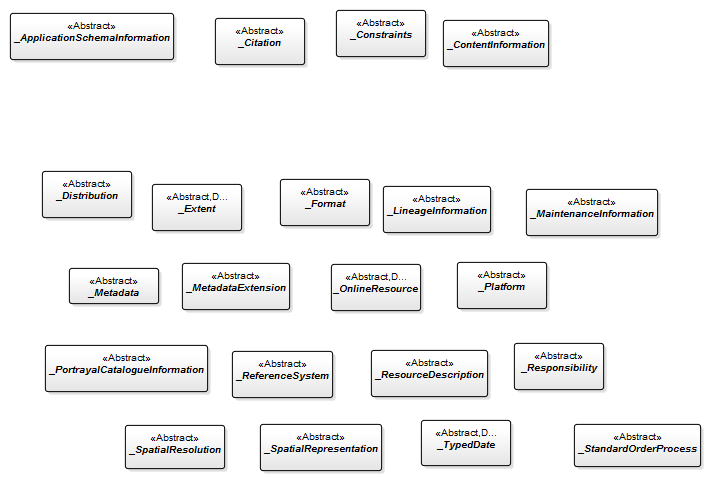 «Abstract»
_ApplicationSchemaInformation
«Abstract»
_Citation
«Abstract»
_Constraints
«Abstract»
_ContentInformation
«Abstract»
_Distribution
«Abstract,D...
_Extent
«Abstract»
_Format
«Abstract»
_LineageInformation
«Abstract»
_MaintenanceInformation
«Abstract»
_Metadata
«Abstract»
_MetadataExtension
«Abstract,D...
_OnlineResource
«Abstract»
_Platform
«Abstract»
_PortrayalCatalogueInformation
«Abstract»
_ReferenceSystem
«Abstract»
_ResourceDescription
«Abstract»
_Responsibility
«Abstract»
_SpatialResolution
«Abstract»
_SpatialRepresentation
«Abstract,D...
_TypedDate
«Abstract»
_StandardOrderProcess